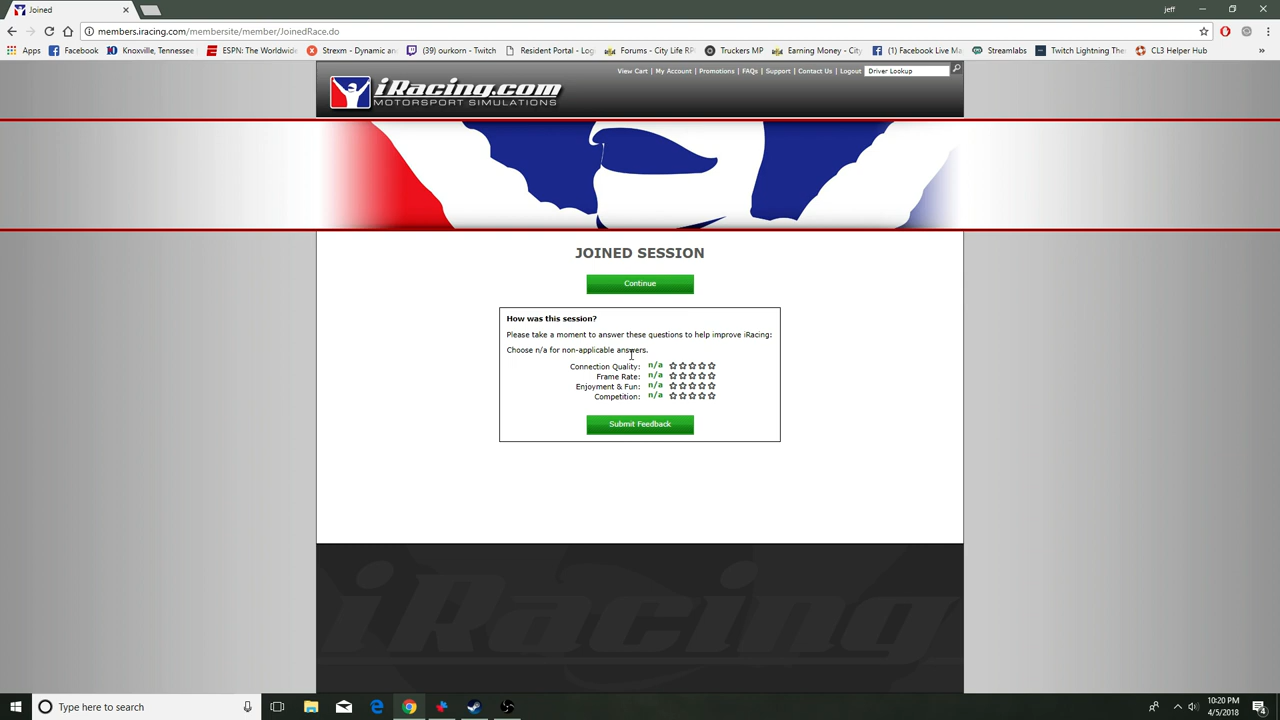 Joined
Jeff
members.iracing.com/membersite/member/JoinedRace.do
Apps Facebook Knoxville, Tennessee ESPN: The Worldwide Strexm - Dynamic an (39) Gurkorn - Twitch Resident Portal - Log Forums - City Life RP Truckers MP Earning Money - City (1) Facebook Live Ma Streamlabs Twitch Lightning The CL3 Helper Hub
View Cart | My Account | Promotions | FAQs | Support | Contact Us | Logout Driver Lookup
iRacing.com
MOTORSPORT SIMULATIONS
JOINED SESSION
Continue
How was this session?
Please take a moment to answer these questions to help improve iRacing:
Choose n/a for non-applicable answers.
Connection Quality: n/a
Frame Rate: n/a
Enjoyment & Fun: n/a
Competition: n/a
Submit Feedback
iRacing
Type here to search
10:20 PM
4/5/2018
4